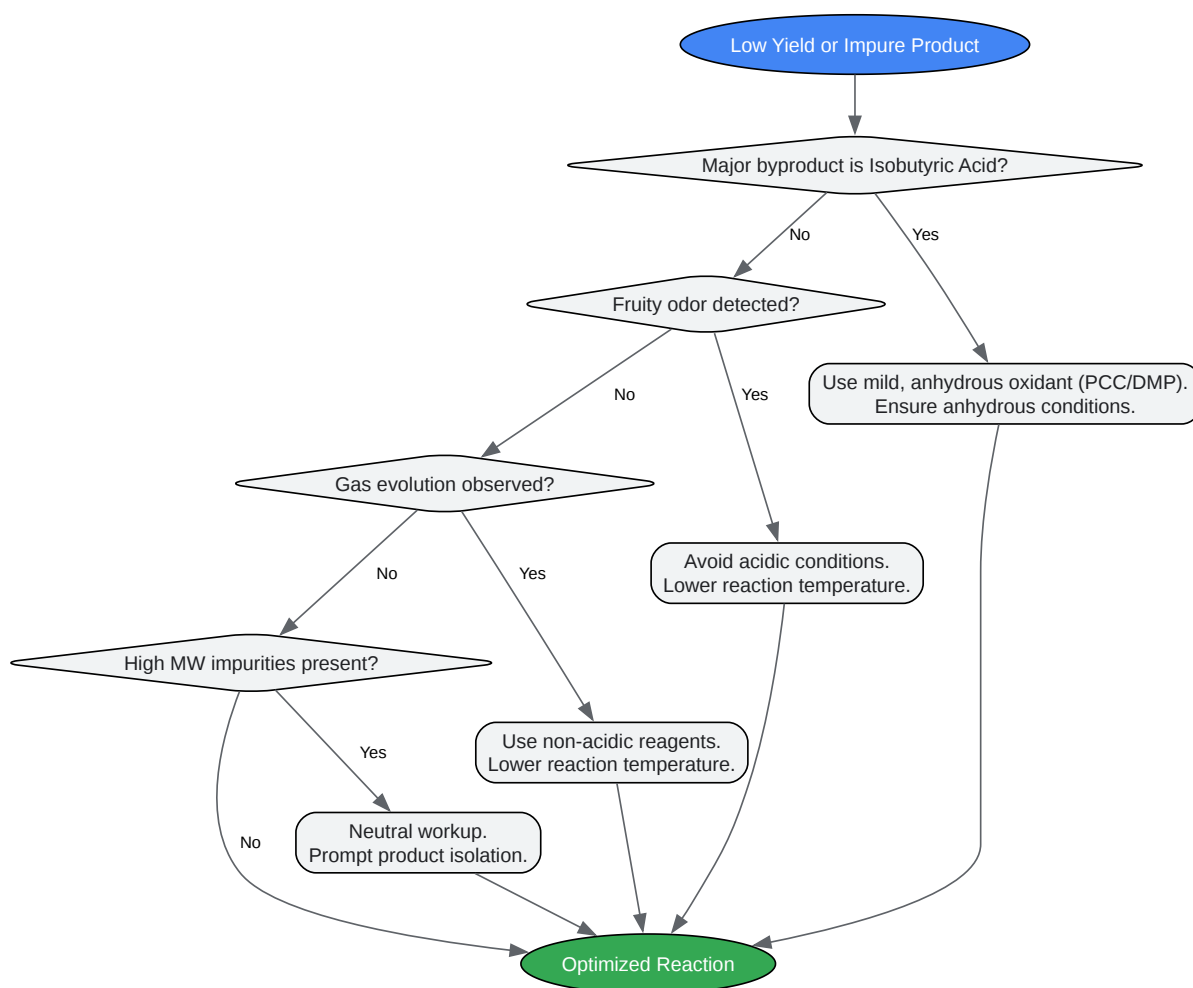 Low Yield or Impure Product
Major byproduct is Isobutyric Acid?
No
Yes
Fruity odor detected?
Use mild, anhydrous oxidant (PCC/DMP).
Ensure anhydrous conditions.
No
Yes
Gas evolution observed?
Avoid acidic conditions.
Lower reaction temperature.
No
Yes
High MW impurities present?
Use non-acidic reagents.
Lower reaction temperature.
Yes
No
Neutral workup.
Prompt product isolation.
Optimized Reaction